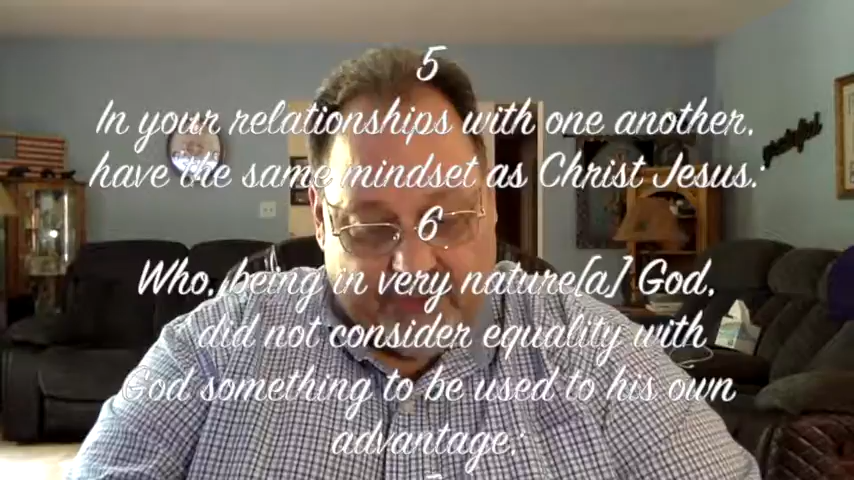 5
In your relationships with one another,
have the same mindset as Christ Jesus:
6
Who, being in very nature[a] God,
did not consider equality with
God something to be used to his own
advantage;
grateful